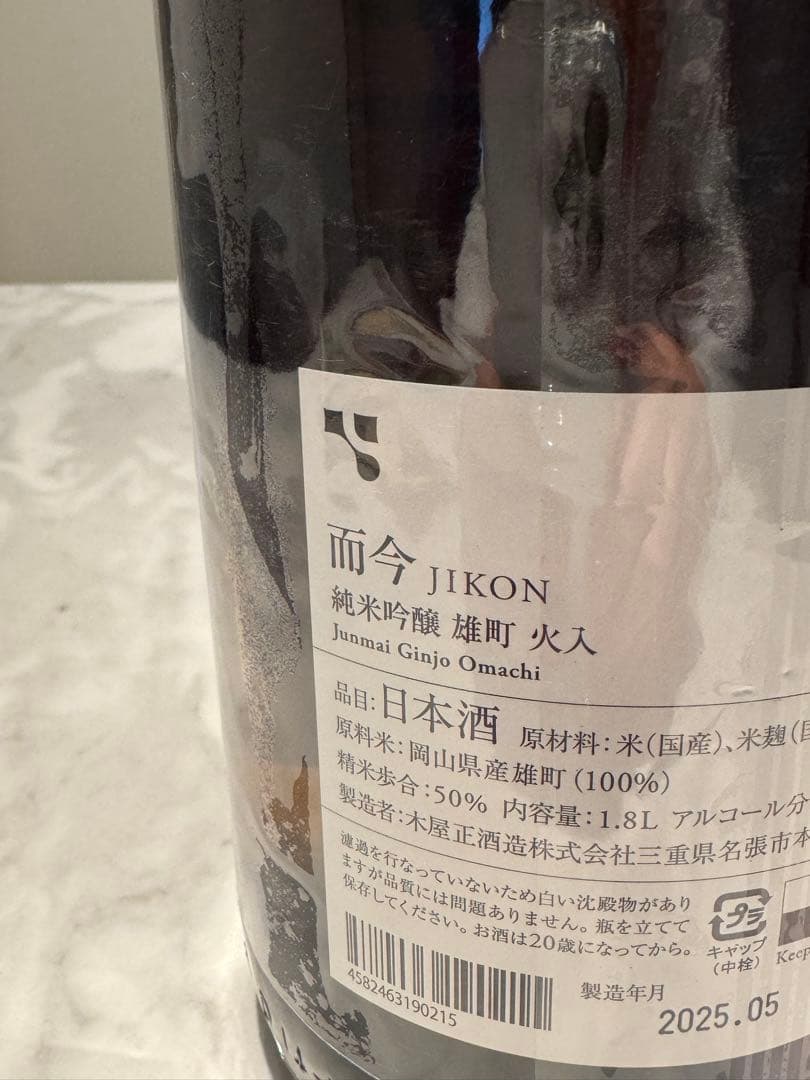 而今 JIKON
純米吟醸 雄町 火入
Junmai Ginjo Omachi
品目:日本酒 原材料:米(国産)、米麹(国
原料米:岡山県産雄町(100%)
精米歩合:50% 内容量:1.8L アルコール分
製造者:木屋正酒造株式会社三重県名張市本
濾過を行なっていないため白い沈殿物があり
ますが品質には問題ありません。瓶を立てて
保存してください。お酒は20歳になってから。
プラ
キャップ
(中栓)
Keep
4582463190215
製造年月
2025.05